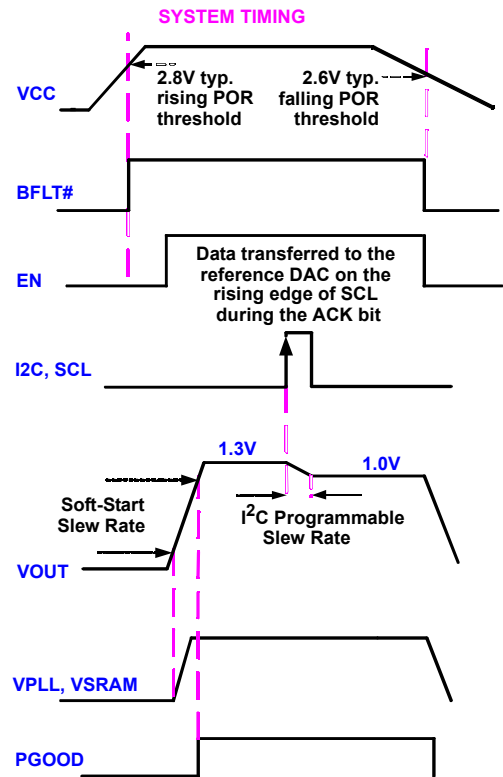 SYSTEM TIMING
VCC
2.8V typ.
rising POR
threshold
2.6V typ.
falling POR
threshold
BFLT#
EN
Data transferred to the
reference DAC on the
rising edge of SCL
during the ACK bit
I2C, SCL
1.3V
1.0V
Soft-Start
Slew Rate
I2C Programmable
Slew Rate
VOUT
VPLL, VSRAM
PGOOD